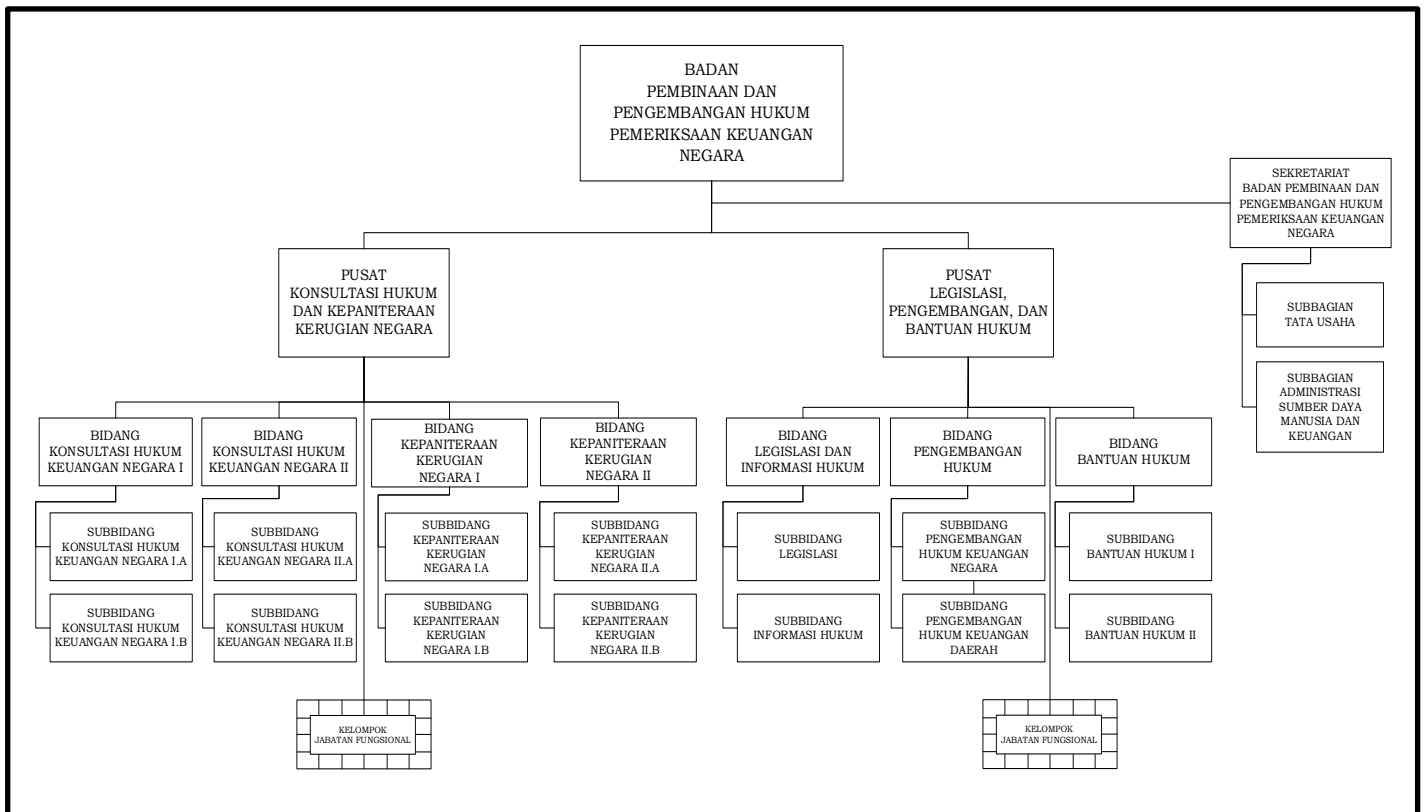 BADAN
PEMBINAAN DAN
PENGEMBANGAN HUKUM
PEMERIKSAAN KEUANGAN
NEGARA
SEKRETARIAT
BADAN PEMBINAAN DAN
PENGEMBANGAN HUKUM
PEMERIKSAAN KEUANGAN
NEGARA
SUBBAGIAN
TATA USAHA
SUBBAGIAN
ADMINISTRASI
SUMBER DAYA
MANUSIA DAN
KEUANGAN
PUSAT
KONSULTASI HUKUM
DAN KEPANITERAAN
KERUGIAN NEGARA
PUSAT
LEGISLASI,
PENGEMBANGAN, DAN
BANTUAN HUKUM
BIDANG
KONSULTASI HUKUM
KEUANGAN NEGARA I
BIDANG
KONSULTASI HUKUM
KEUANGAN NEGARA II
BIDANG
KEPANITERAAN
KERUGIAN
NEGARA I
BIDANG
KEPANITERAAN
KERUGIAN
NEGARA II
BIDANG
LEGISLASI DAN
INFORMASI HUKUM
BIDANG
PENGEMBANGAN
HUKUM
BIDANG
BANTUAN HUKUM
SUBBIDANG
KONSULTASI HUKUM
KEUANGAN NEGARA I.A
SUBBIDANG
KONSULTASI HUKUM
KEUANGAN NEGARA II.A
SUBBIDANG
KEPANITERAAN
KERUGIAN
NEGARA I.A
SUBBIDANG
KEPANITERAAN
KERUGIAN
NEGARA II.A
SUBBIDANG
LEGISLASI
SUBBIDANG
PENGEMBANGAN
HUKUM KEUANGAN
NEGARA
SUBBIDANG
BANTUAN HUKUM I
SUBBIDANG
KONSULTASI HUKUM
KEUANGAN NEGARA I.B
SUBBIDANG
KONSULTASI HUKUM
KEUANGAN NEGARA II.B
SUBBIDANG
KEPANITERAAN
KERUGIAN
NEGARA I.B
SUBBIDANG
KEPANITERAAN
KERUGIAN
NEGARA II.B
SUBBIDANG
INFORMASI HUKUM
SUBBIDANG
PENGEMBANGAN
HUKUM KEUANGAN
DAERAH
SUBBIDANG
BANTUAN HUKUM II
KELOMPOK
JABATAN FUNGSIONAL
KELOMPOK
JABATAN FUNGSIONAL